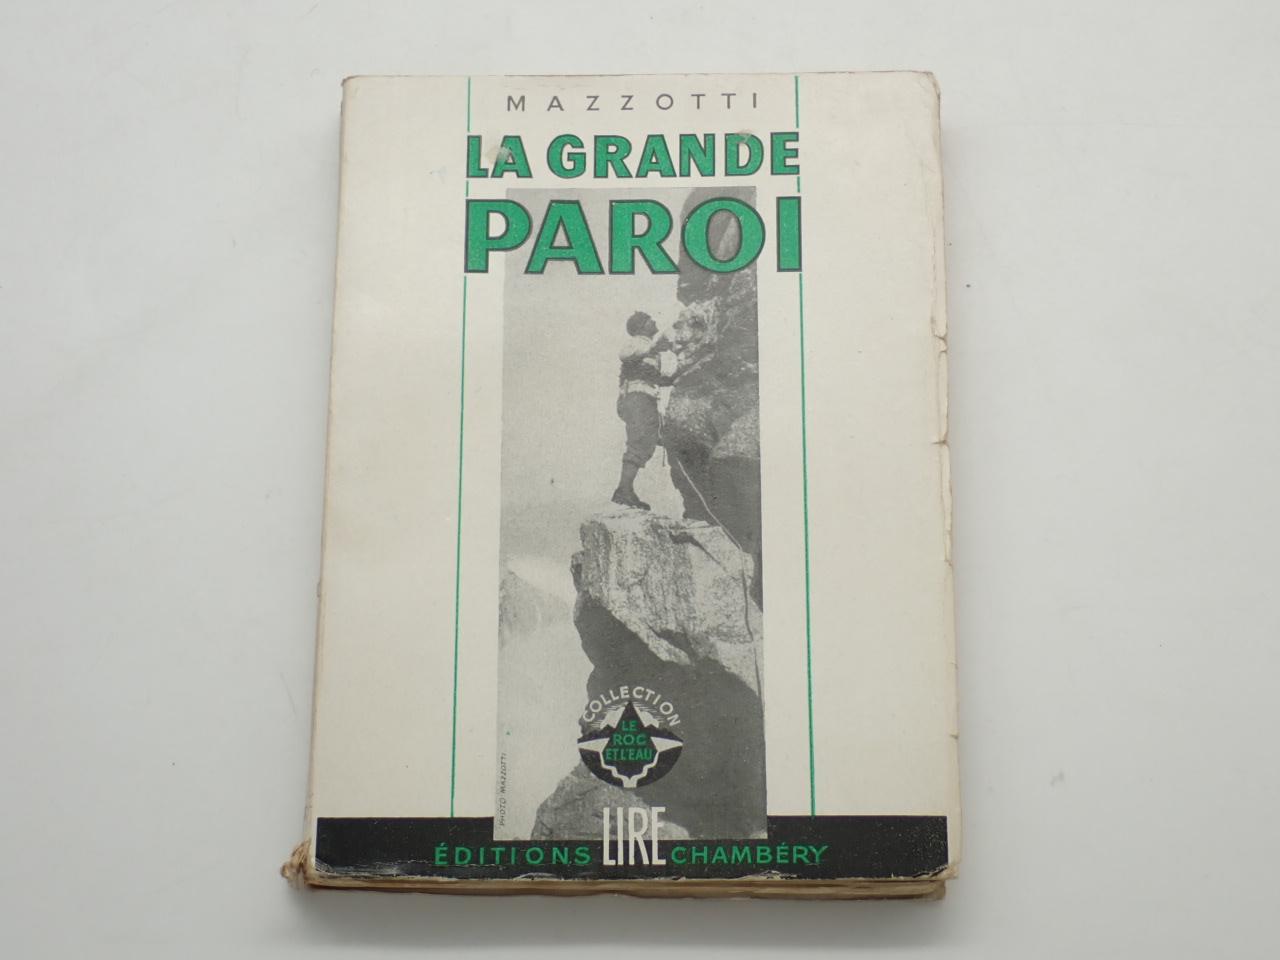 MAZZOTTI
LA GRANDE
PAROI
COLLECTION
LE
ROC
ET L'EAU
PHOTO MAZZOTTI
ÉDITIONS LIRE CHAMBÉRY